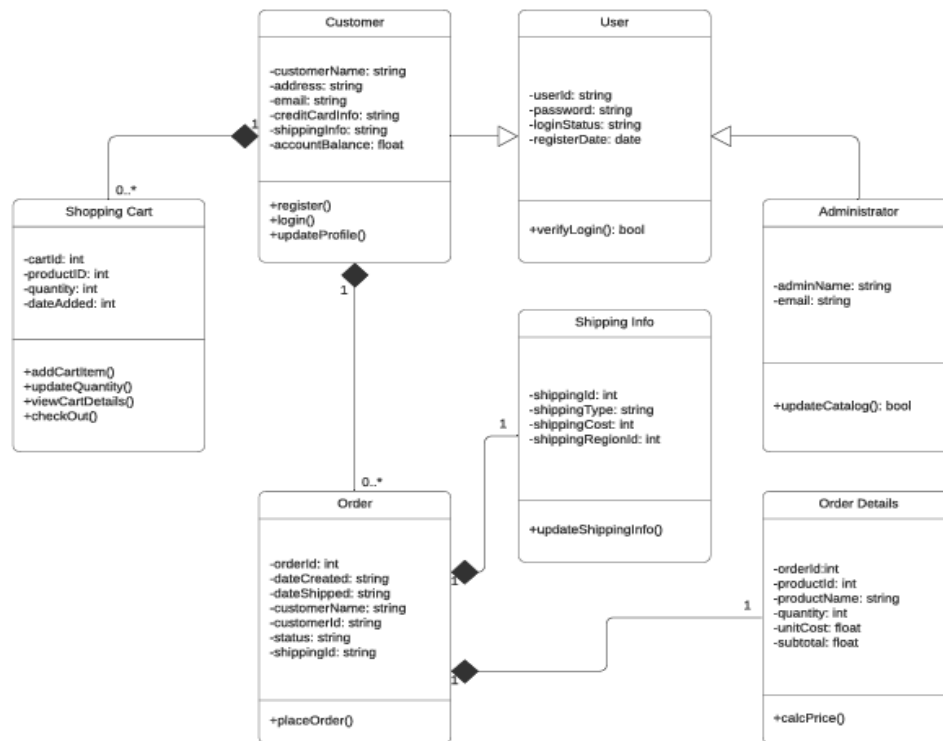 Customer
-customerName: string
-address: string
-email: string
-creditCardInfo: string
-shippingInfo: string
-accountBalance: float
+register()
+login()
+updateProfile()
User
-userId: string
-password: string
-loginStatus: string
-registerDate: date
+verifyLogin(): bool
1
0..*
Shopping Cart
-cartId: int
-productID: int
-quantity: int
-dateAdded: int
+addCartItem()
+updateQuantity()
+viewCartDetails()
+checkOut()
Administrator
-adminName: string
-email: string
+updateCatalog(): bool
1
0..*
Shipping Info
-shippingId: int
-shippingType: string
-shippingCost: int
-shippingRegionId: int
+updateShippingInfo()
1
1
Order
-orderId: int
-dateCreated: string
-dateShipped: string
-customerName: string
-customerId: string
-status: string
-shippingId: string
+placeOrder()
1
1
Order Details
-orderId:int
-productId: int
-productName: string
-quantity: int
-unitCost: float
-subtotal: float
+calcPrice()